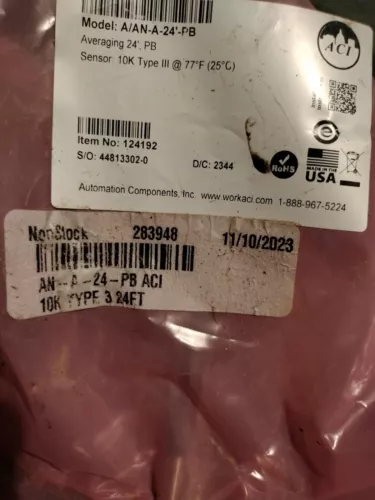 Model: A/AN-A-24'-PB
Averaging 24', PB
Sensor: 10K Type III @ 77°F (25°C)
ACI
Item No: 124192
S/O: 44813302-0
D/C: 2344
RoHS
MADE IN THE
USA
Automation Components, Inc. www.workaci.com 1-888-967-5224
NonStock 283948 11/10/2023
AN--A--24--PB ACI
10K TYPE 3 24FT